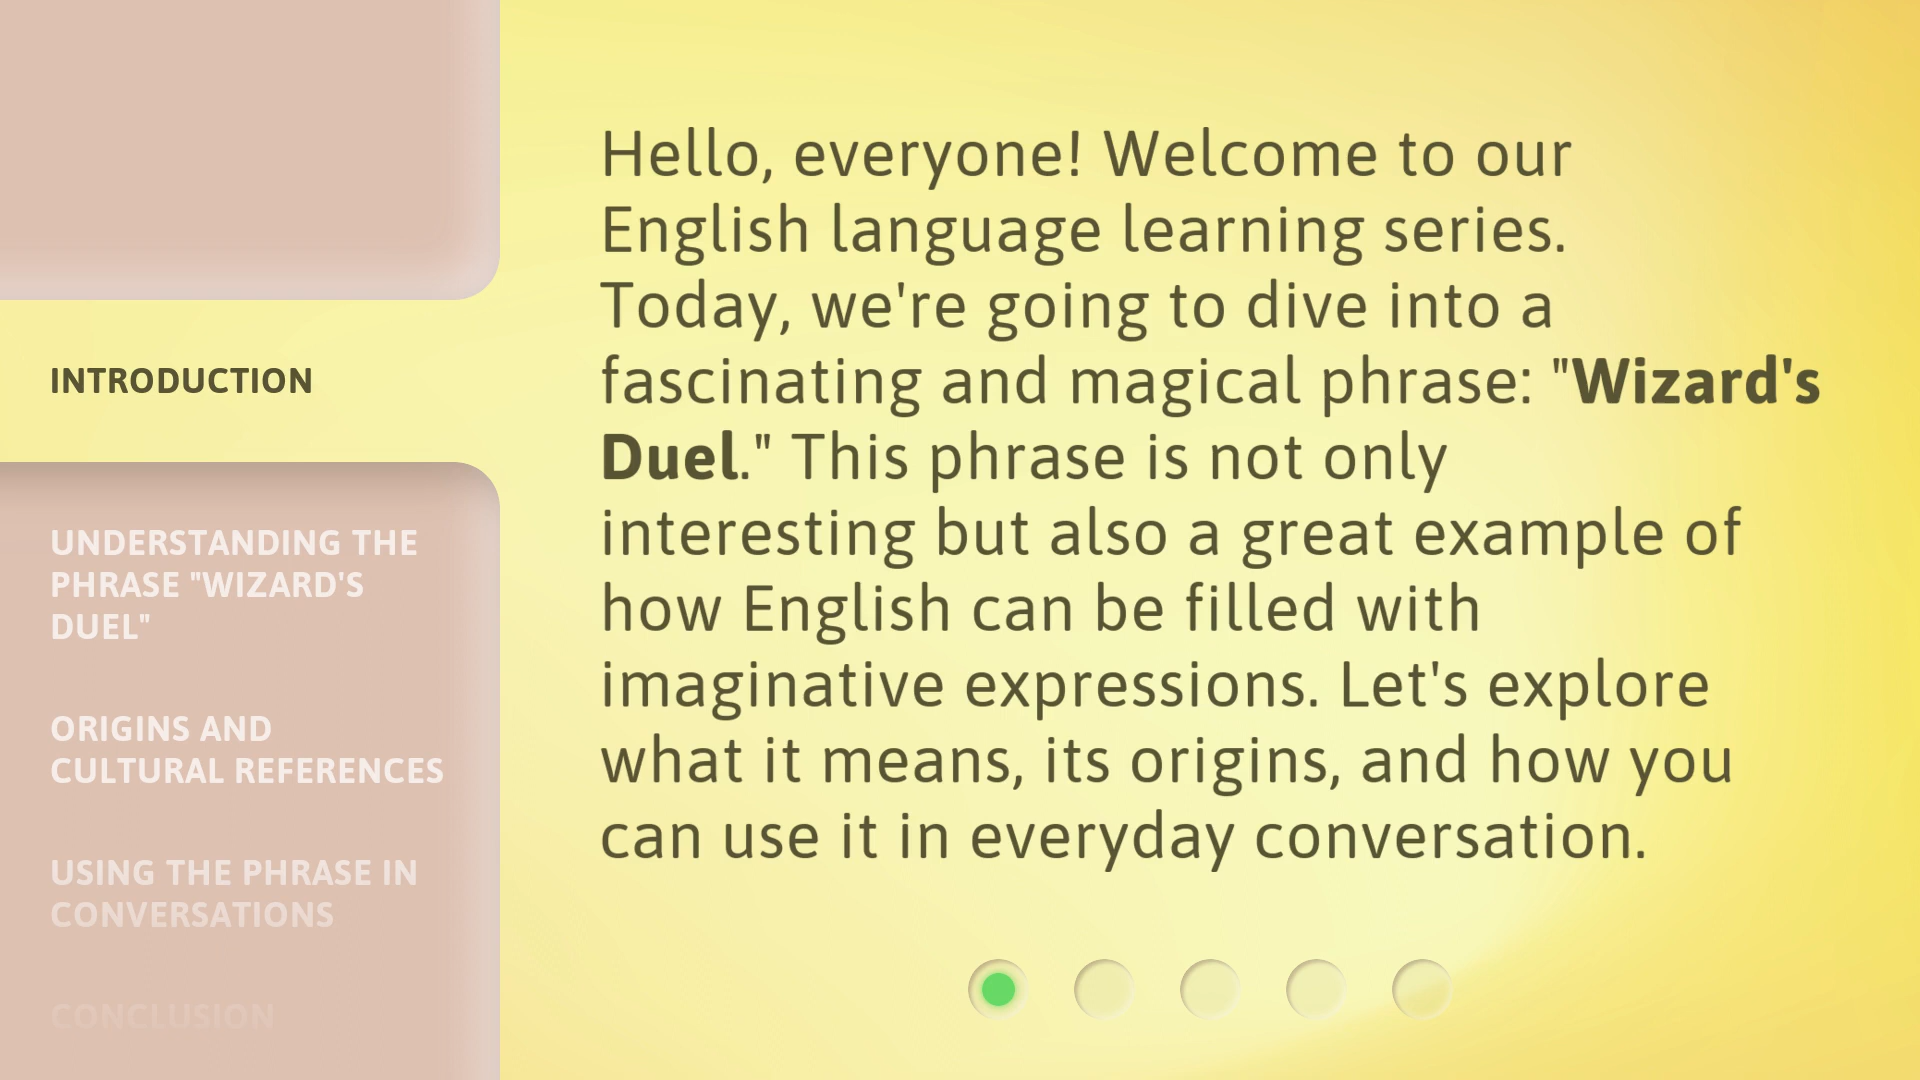 INTRODUCTION
UNDERSTANDING THE
PHRASE "WIZARD'S
DUEL"
ORIGINS AND
CULTURAL REFERENCES
USING THE PHRASE IN
CONVERSATIONS
CONCLUSION
Hello, everyone! Welcome to our
English language learning series.
Today, we're going to dive into a
fascinating and magical phrase: "Wizard's
Duel." This phrase is not only
interesting but also a great example of
how English can be filled with
imaginative expressions. Let's explore
what it means, its origins, and how you
can use it in everyday conversation.